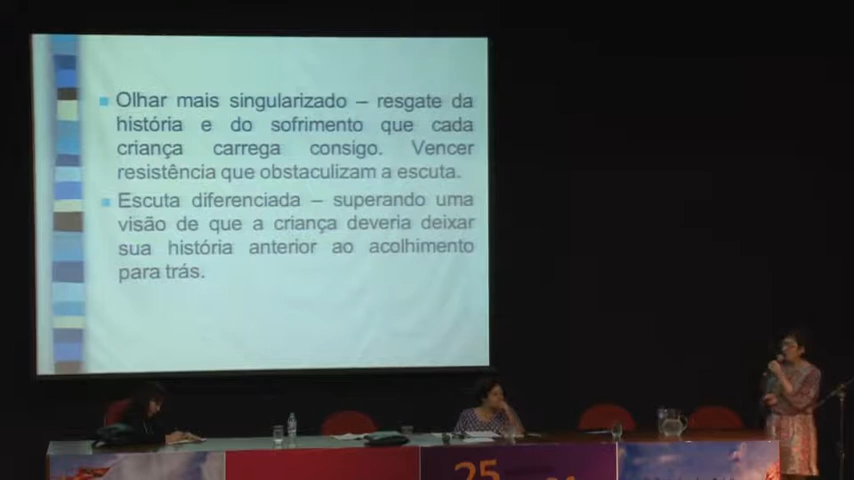 Olhar mais singularizado – resgate da
história e do sofrimento que cada
criança carrega consigo. Vencer
resistência que obstaculizam a escuta.
Escuta diferenciada – superando uma
visão de que a criança deveria deixar
sua história anterior ao acolhimento
para trás.
25